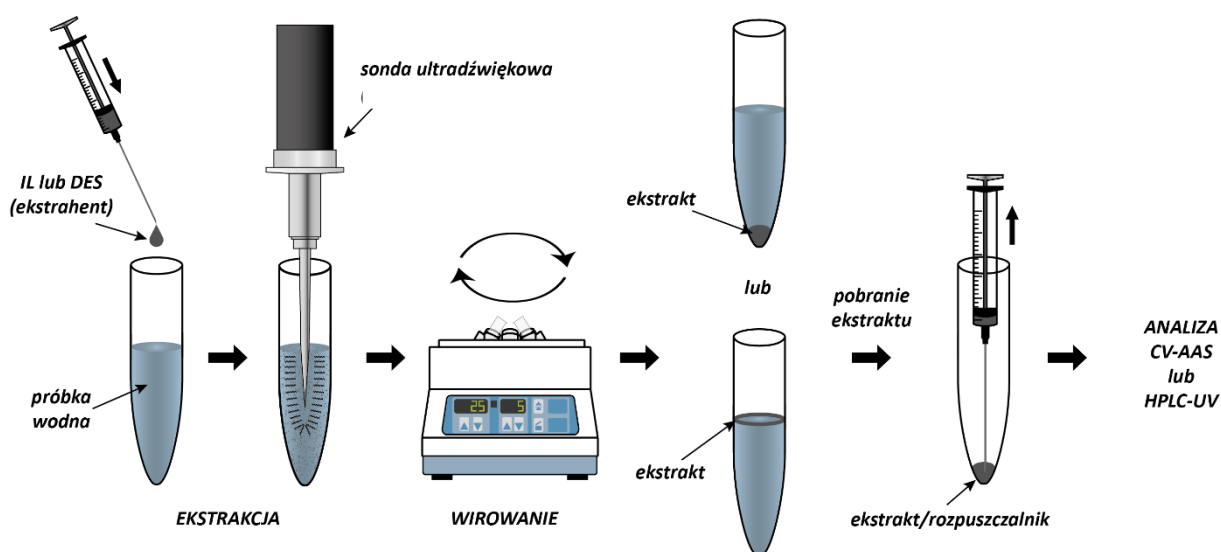 sonda ultradźwiękowa
IL lub DES
(ekstrahent)
próbka
wodna
EKSTRAKCJA
25
5
WIROWANIE
ekstrakt
lub
ekstrakt
pobranie
ekstraktu
ekstrakt/rozpuszczalnik
ANALIZA
CV-AAS
lub
HPLC-UV